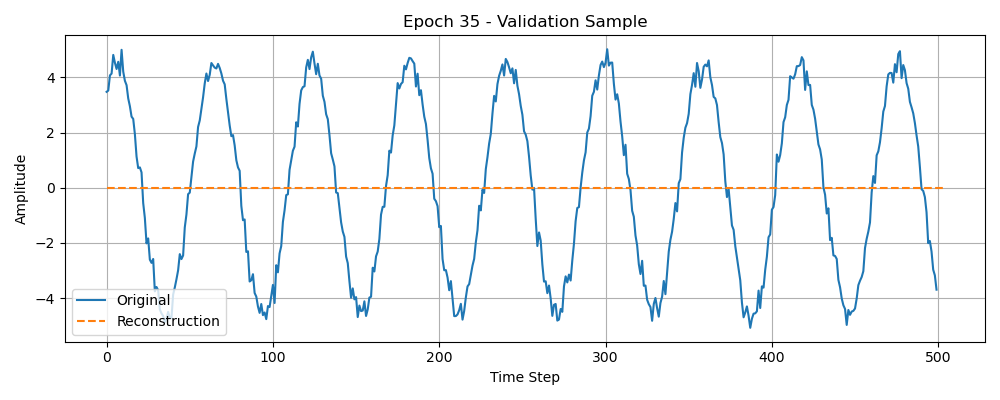 Epoch 35 - Validation Sample
Amplitude
4
2
0
−2
−4
Original
Reconstruction
0 100 200 300 400 500
Time Step